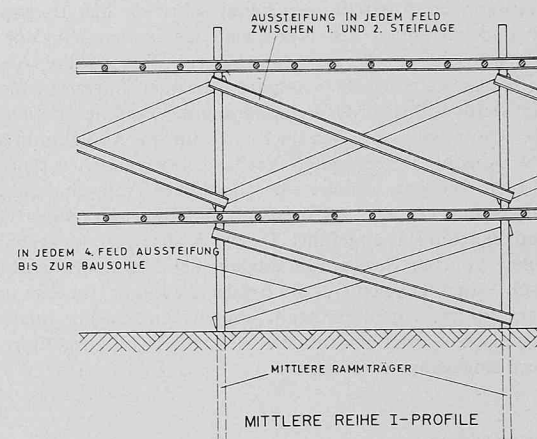 AUSSTEIFUNG IN JEDEM FELD
ZWISCHEN 1. UND 2. STEIFLAGE
IN JEDEM 4. FELD AUSSTEIFUNG
BIS ZUR BAUSOHLE
MITTLERE RAMMTRÄGER
MITTLERE REIHE I-PROFILE